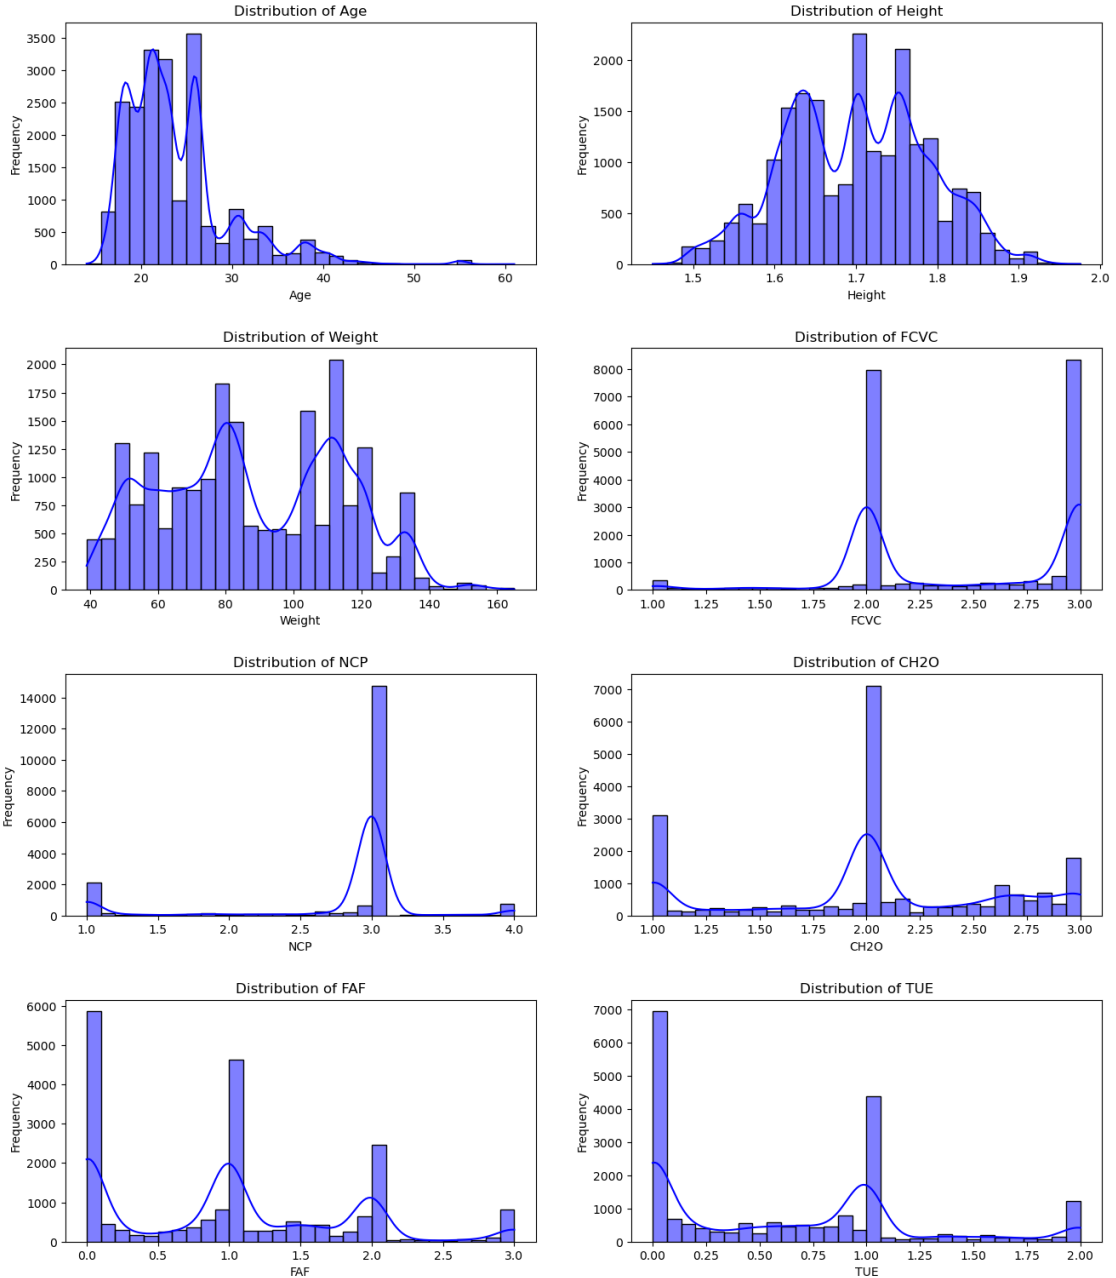 Distribution of Age
Frequency
3500
3000
2500
2000
1500
1000
500
0
20 30 40 50 60
Age
Distribution of Height
Frequency
2000
1500
1000
500
0
1.5 1.6 1.7 1.8 1.9 2.0
Height
Distribution of Weight
Frequency
2000
1750
1500
1250
1000
750
500
250
0
40 60 80 100 120 140 160
Weight
Distribution of FCVC
Frequency
8000
7000
6000
5000
4000
3000
2000
1000
0
1.00 1.25 1.50 1.75 2.00 2.25 2.50 2.75 3.00
FCVC
Distribution of NCP
Frequency
14000
12000
10000
8000
6000
4000
2000
0
1.0 1.5 2.0 2.5 3.0 3.5 4.0
NCP
Distribution of CH2O
Frequency
7000
6000
5000
4000
3000
2000
1000
0
1.00 1.25 1.50 1.75 2.00 2.25 2.50 2.75 3.00
CH2O
Distribution of FAF
Frequency
6000
5000
4000
3000
2000
1000
0
0.0 0.5 1.0 1.5 2.0 2.5 3.0
FAF
Distribution of TUE
Frequency
7000
6000
5000
4000
3000
2000
1000
0
0.00 0.25 0.50 0.75 1.00 1.25 1.50 1.75 2.00
TUE